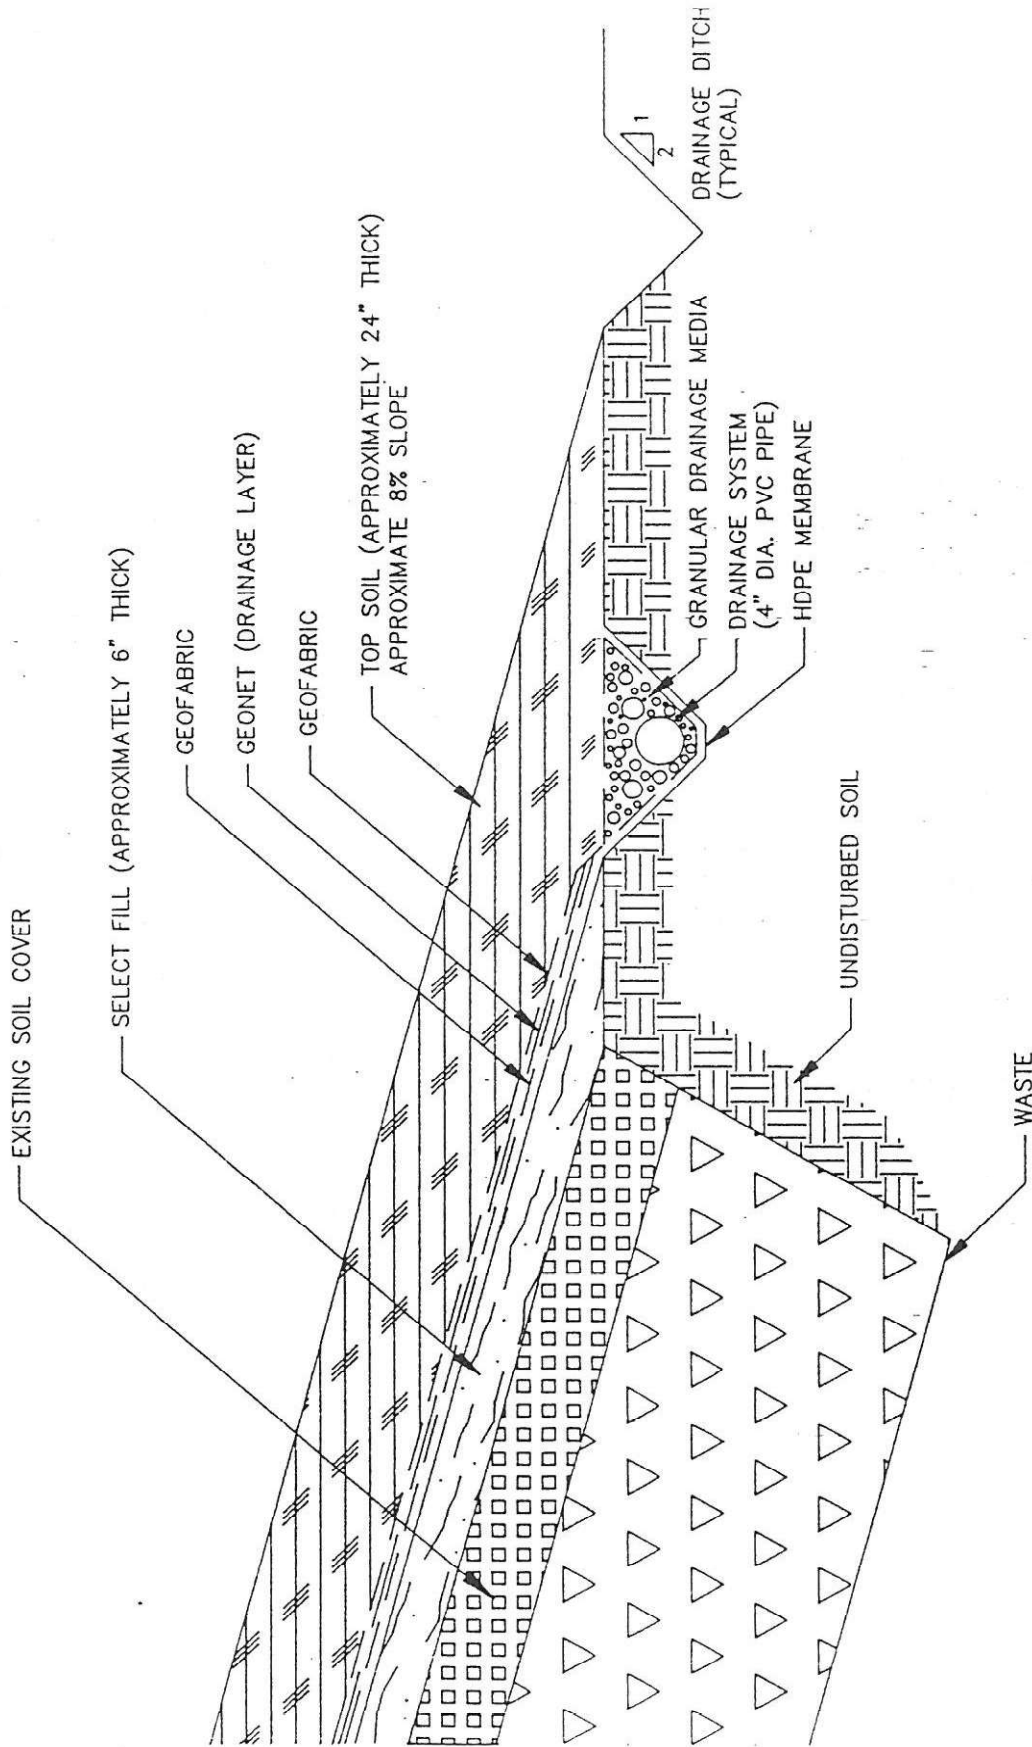 EXISTING SOIL COVER
SELECT FILL (APPROXIMATELY 6" THICK)
GEOFABRIC
GEONET (DRAINAGE LAYER)
GEOFABRIC
TOP SOIL (APPROXIMATELY 24" THICK)
APPROXIMATE 8% SLOPE
1
2
DRAINAGE DITCH
(TYPICAL)
GRANULAR DRAINAGE MEDIA
DRAINAGE SYSTEM
(4" DIA. PVC PIPE)
HDPE MEMBRANE
UNDISTURBED SOIL
WASTE